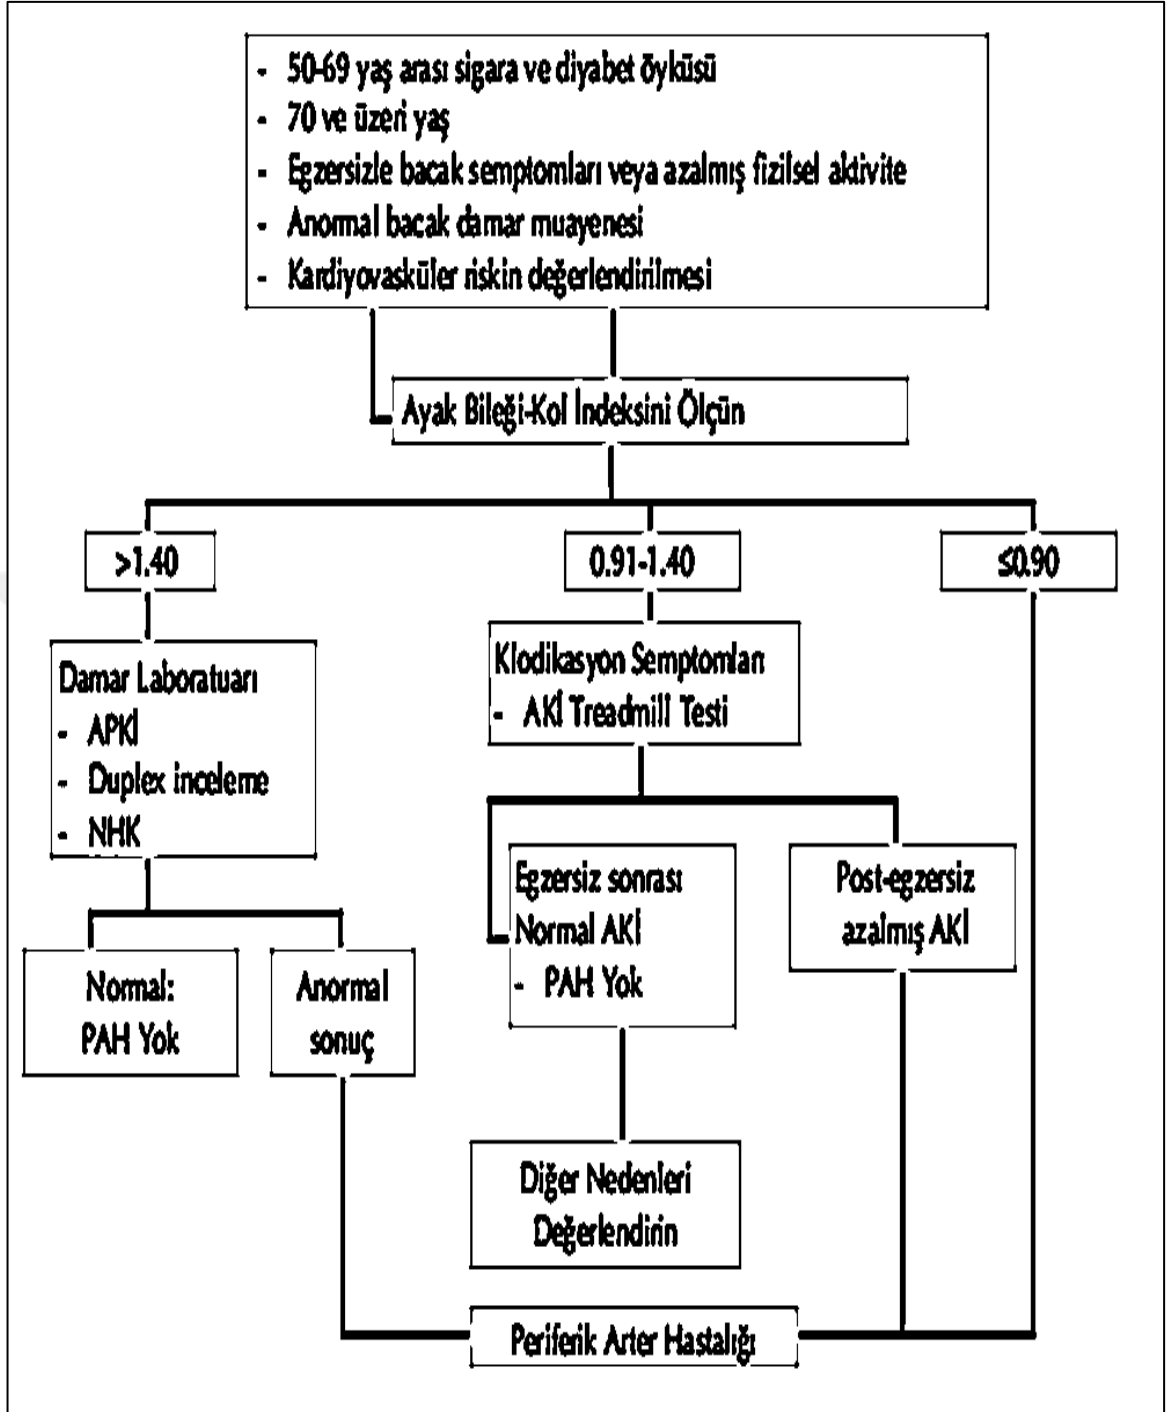 - 50-69 yaş arası sigara ve diyabet öyküsü
- 70 ve üzeri yaş
- Egzersizle bacak semptomları veya azalmış fizilsel aktivite
- Anormal bacak damar muayenesi
- Kardiyovasküler riskin değerlendirilmesi
Ayak Bileği-Kol İndeksini Ölçün
>1.40
0.91-1.40
≤0.90
Damar Laboratuarı
- APKİ
- Duplex inceleme
- NHK
Klodikasyon Semptomları
- AKİ Treadmill Testi
Egzersiz sonrası
Normal AKİ
- PAH Yok
Post-egzersiz
azalmış AKİ
Normal:
PAH Yok
Anormal
sonuç
Diğer Nedenleri
Değerlendirin
Periferik Arter Hastalığı